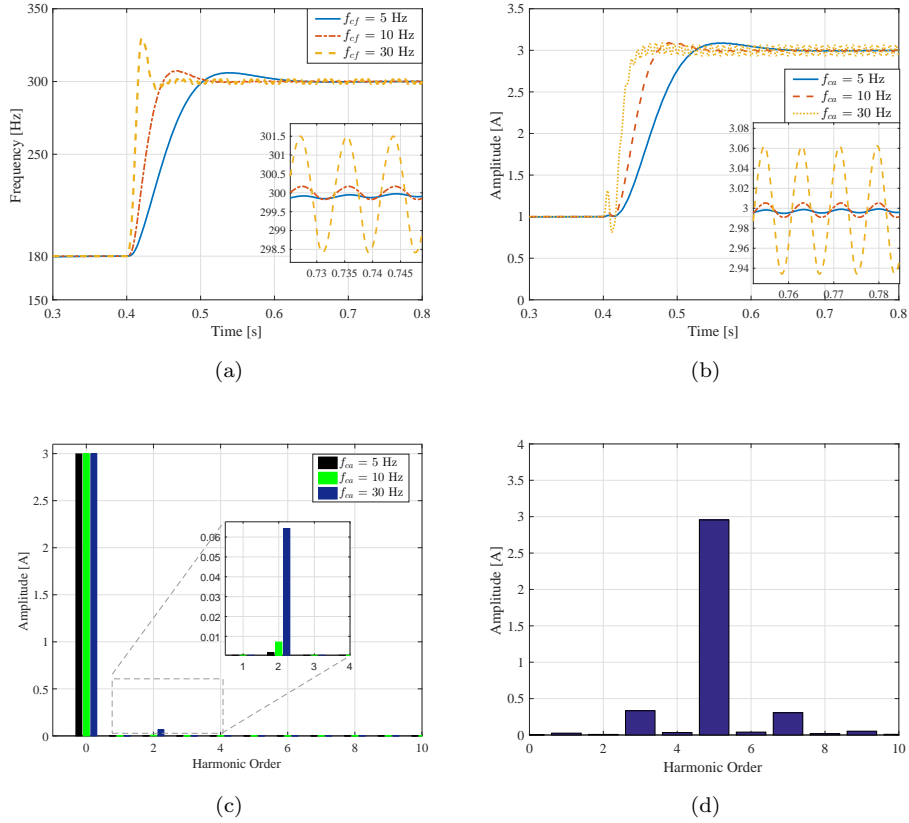 350
300
250
180
150
Frequency [Hz]
f_cf = 5 Hz
f_cf = 10 Hz
f_cf = 30 Hz
301.5
301
300.5
300
299.5
299
298.5
0.73 0.735 0.74 0.745
0.3 0.4 0.5 0.6 0.7 0.8
Time [s]
(a)
3.5
3
2.5
2
1.5
1
0.5
0
Amplitude [A]
f_ca = 5 Hz
f_ca = 10 Hz
f_ca = 30 Hz
3.08
3.06
3.04
3.02
3
2.98
2.96
2.94
0.76 0.77 0.78
0.3 0.4 0.5 0.6 0.7 0.8
Time [s]
(b)
3
2.5
2
1.5
1
0.5
0
Amplitude [A]
f_ca = 5 Hz
f_ca = 10 Hz
f_ca = 30 Hz
0.06
0.05
0.04
0.03
0.02
0.01
1 2 3 4
0 2 4 6 8 10
Harmonic Order
(c)
4
3.5
3
2.5
2
1.5
1
0.5
0
Amplitude [A]
0 2 4 6 8 10
Harmonic Order
(d)